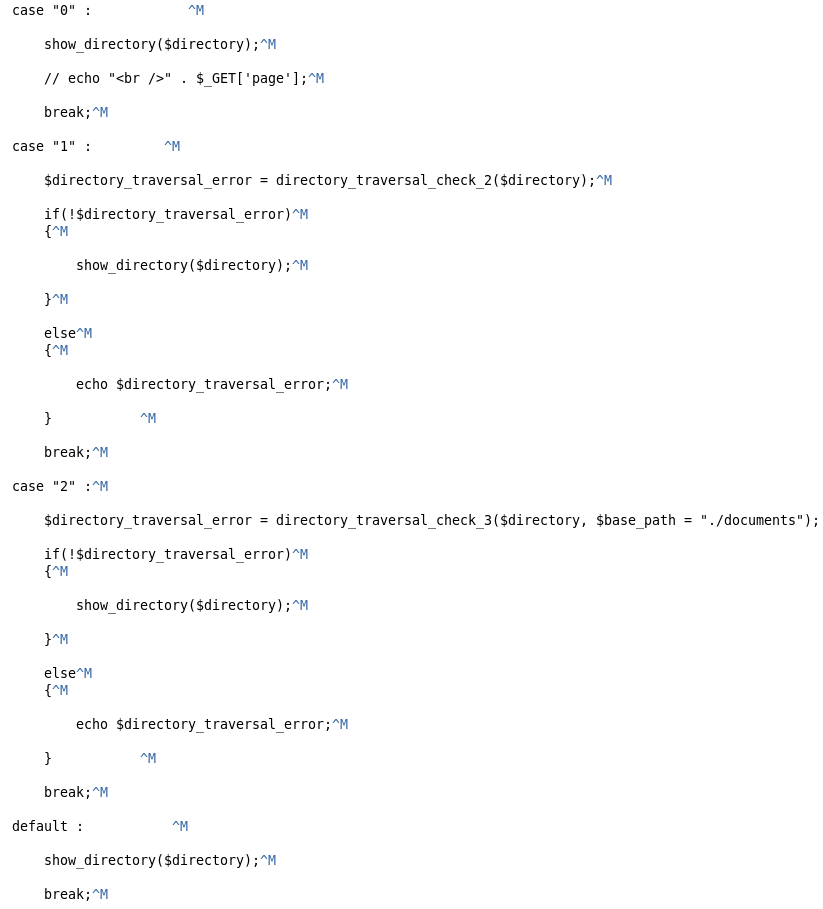 case "0" :            ^M
    show_directory($directory);^M
    // echo "<br />" . $_GET['page'];^M
    break;^M
case "1" :         ^M
    $directory_traversal_error = directory_traversal_check_2($directory);^M
    if(!$directory_traversal_error)^M
    {^M
        show_directory($directory);^M
    }^M
    else^M
    {^M
        echo $directory_traversal_error;^M
    }           ^M
    break;^M
case "2" :^M
    $directory_traversal_error = directory_traversal_check_3($directory, $base_path = "./documents");
    if(!$directory_traversal_error)^M
    {^M
        show_directory($directory);^M
    }^M
    else^M
    {^M
        echo $directory_traversal_error;^M
    }           ^M
    break;^M
default :           ^M
    show_directory($directory);^M
    break;^M